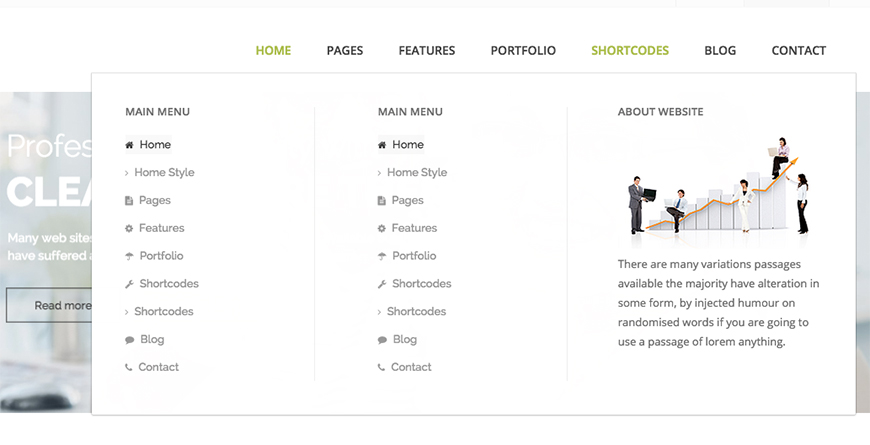 HOME PAGES FEATURES PORTFOLIO SHORTCODES BLOG CONTACT
Profes
CLEA
Many web sites
have suffered a
Read more
MAIN MENU
Home
Home Style
Pages
Features
Portfolio
Shortcodes
Shortcodes
Blog
Contact
MAIN MENU
Home
Home Style
Pages
Features
Portfolio
Shortcodes
Shortcodes
Blog
Contact
ABOUT WEBSITE
There are many variations passages
available the majority have alteration in
some form, by injected humour on
randomised words if you are going to
use a passage of lorem anything.